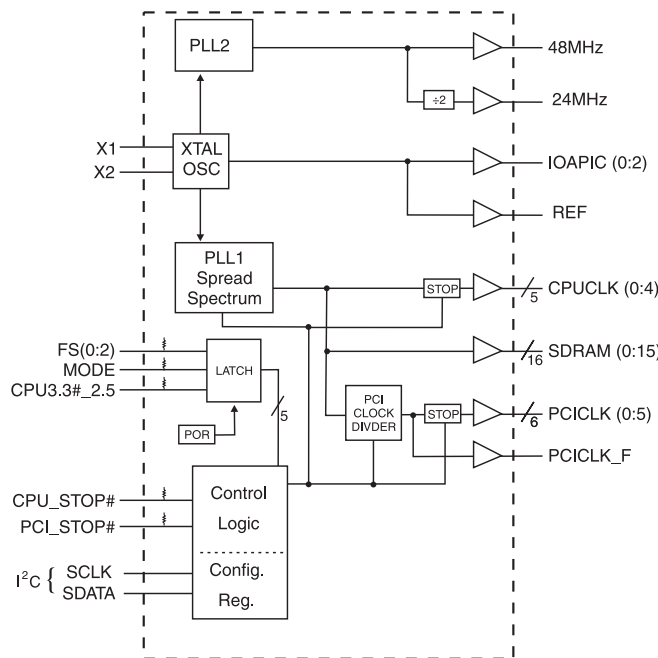 PLL2
48MHz
÷2
24MHz
X1
X2
XTAL
OSC
IOAPIC (0:2)
REF
PLL1
Spread
Spectrum
STOP
5
CPUCLK (0:4)
FS(0:2)
MODE
CPU3.3#_2.5
LATCH
16
SDRAM (0:15)
5
POR
PCI
CLOCK
DIVDER
STOP
6
PCICLK (0:5)
PCICLK_F
CPU_STOP#
PCI_STOP#
Control
Logic
I²C { SCLK
SDATA
Config.
Reg.